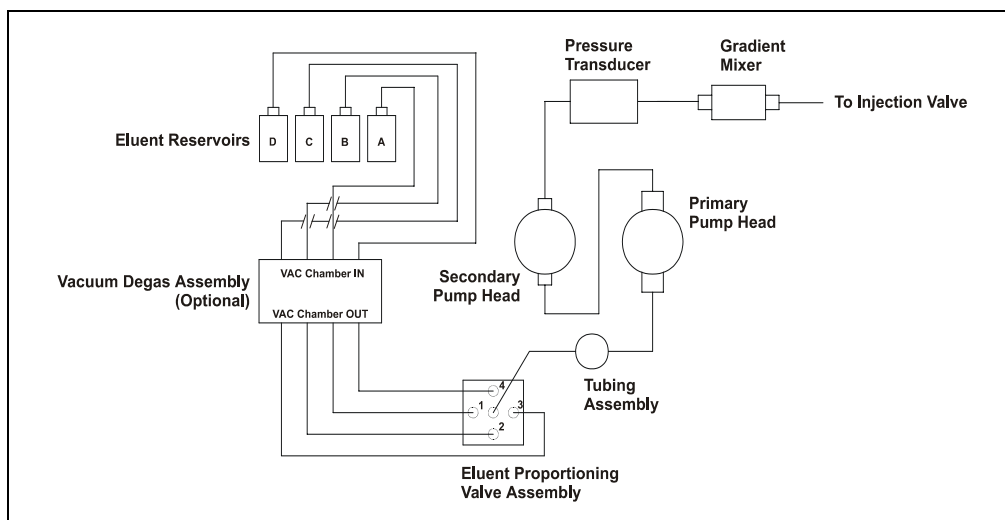 Pressure
Transducer
Gradient
Mixer
To Injection Valve
Eluent Reservoirs
D
C
B
A
Primary
Pump Head
Secondary
Pump Head
Vacuum Degas Assembly
(Optional)
VAC Chamber IN
VAC Chamber OUT
Tubing
Assembly
4
1
3
2
Eluent Proportioning
Valve Assembly